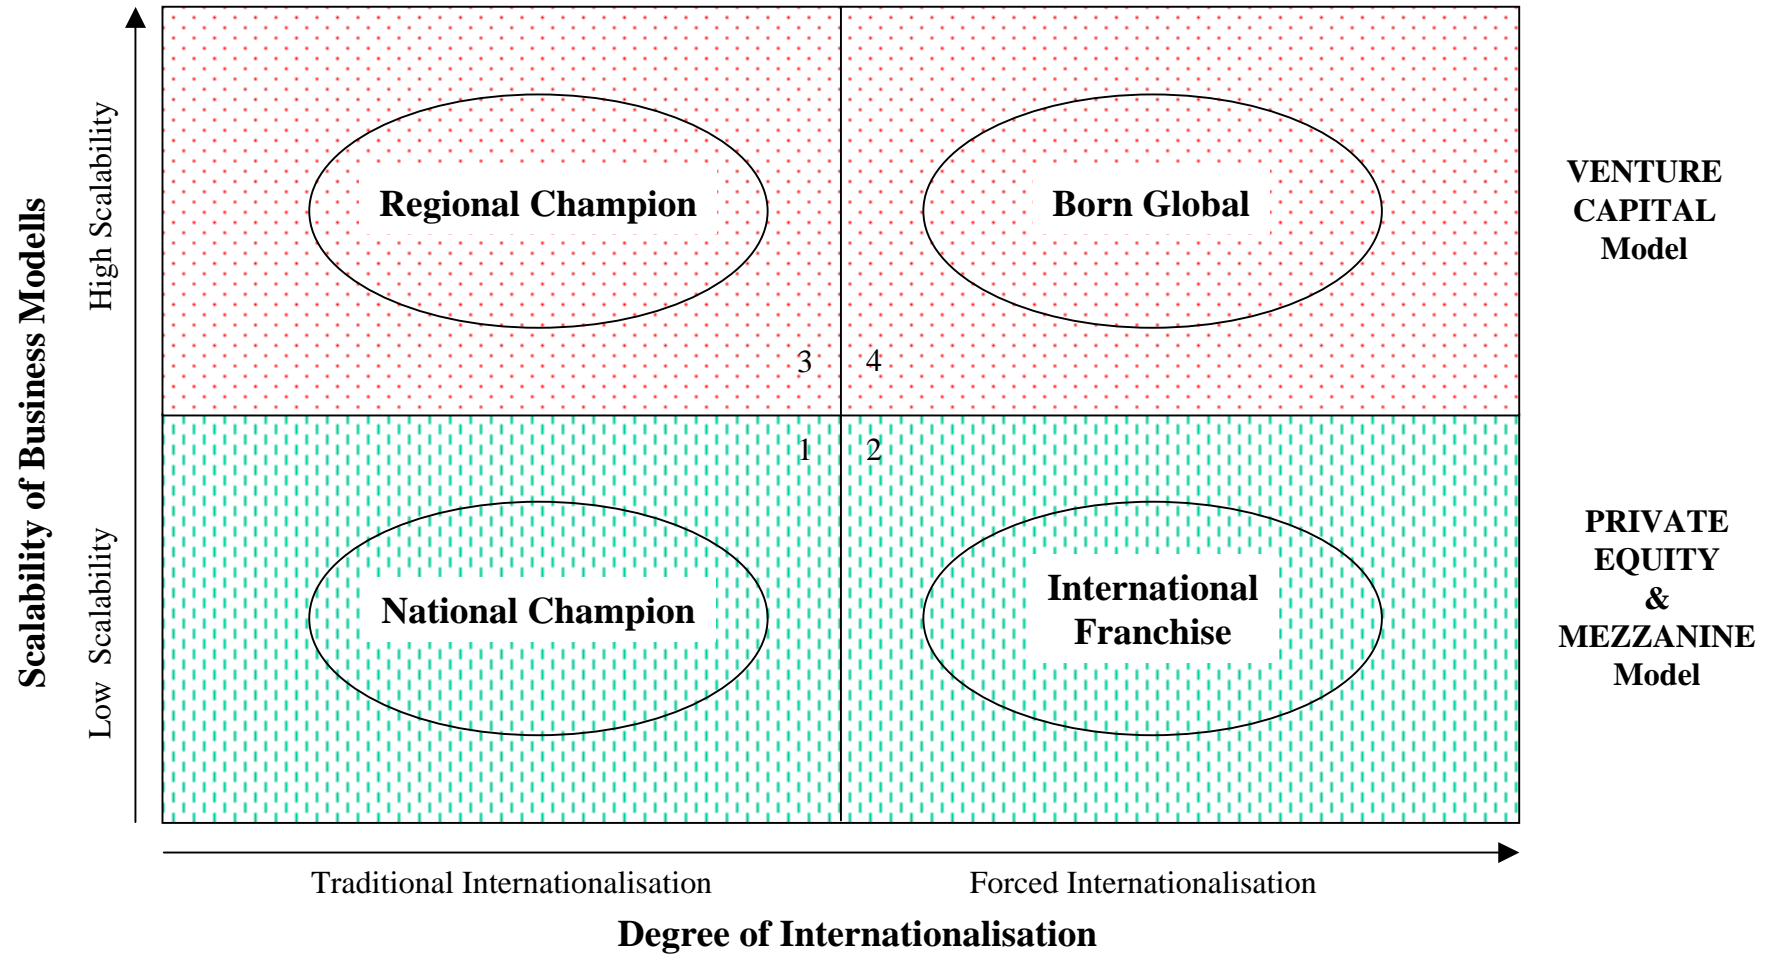 Scalability of Business Modells
High Scalability
Low Scalability
Regional Champion
Born Global
3
4
1
2
National Champion
International
Franchise
VENTURE
CAPITAL
Model
PRIVATE
EQUITY
&
MEZZANINE
Model
Traditional Internationalisation
Forced Internationalisation
Degree of Internationalisation